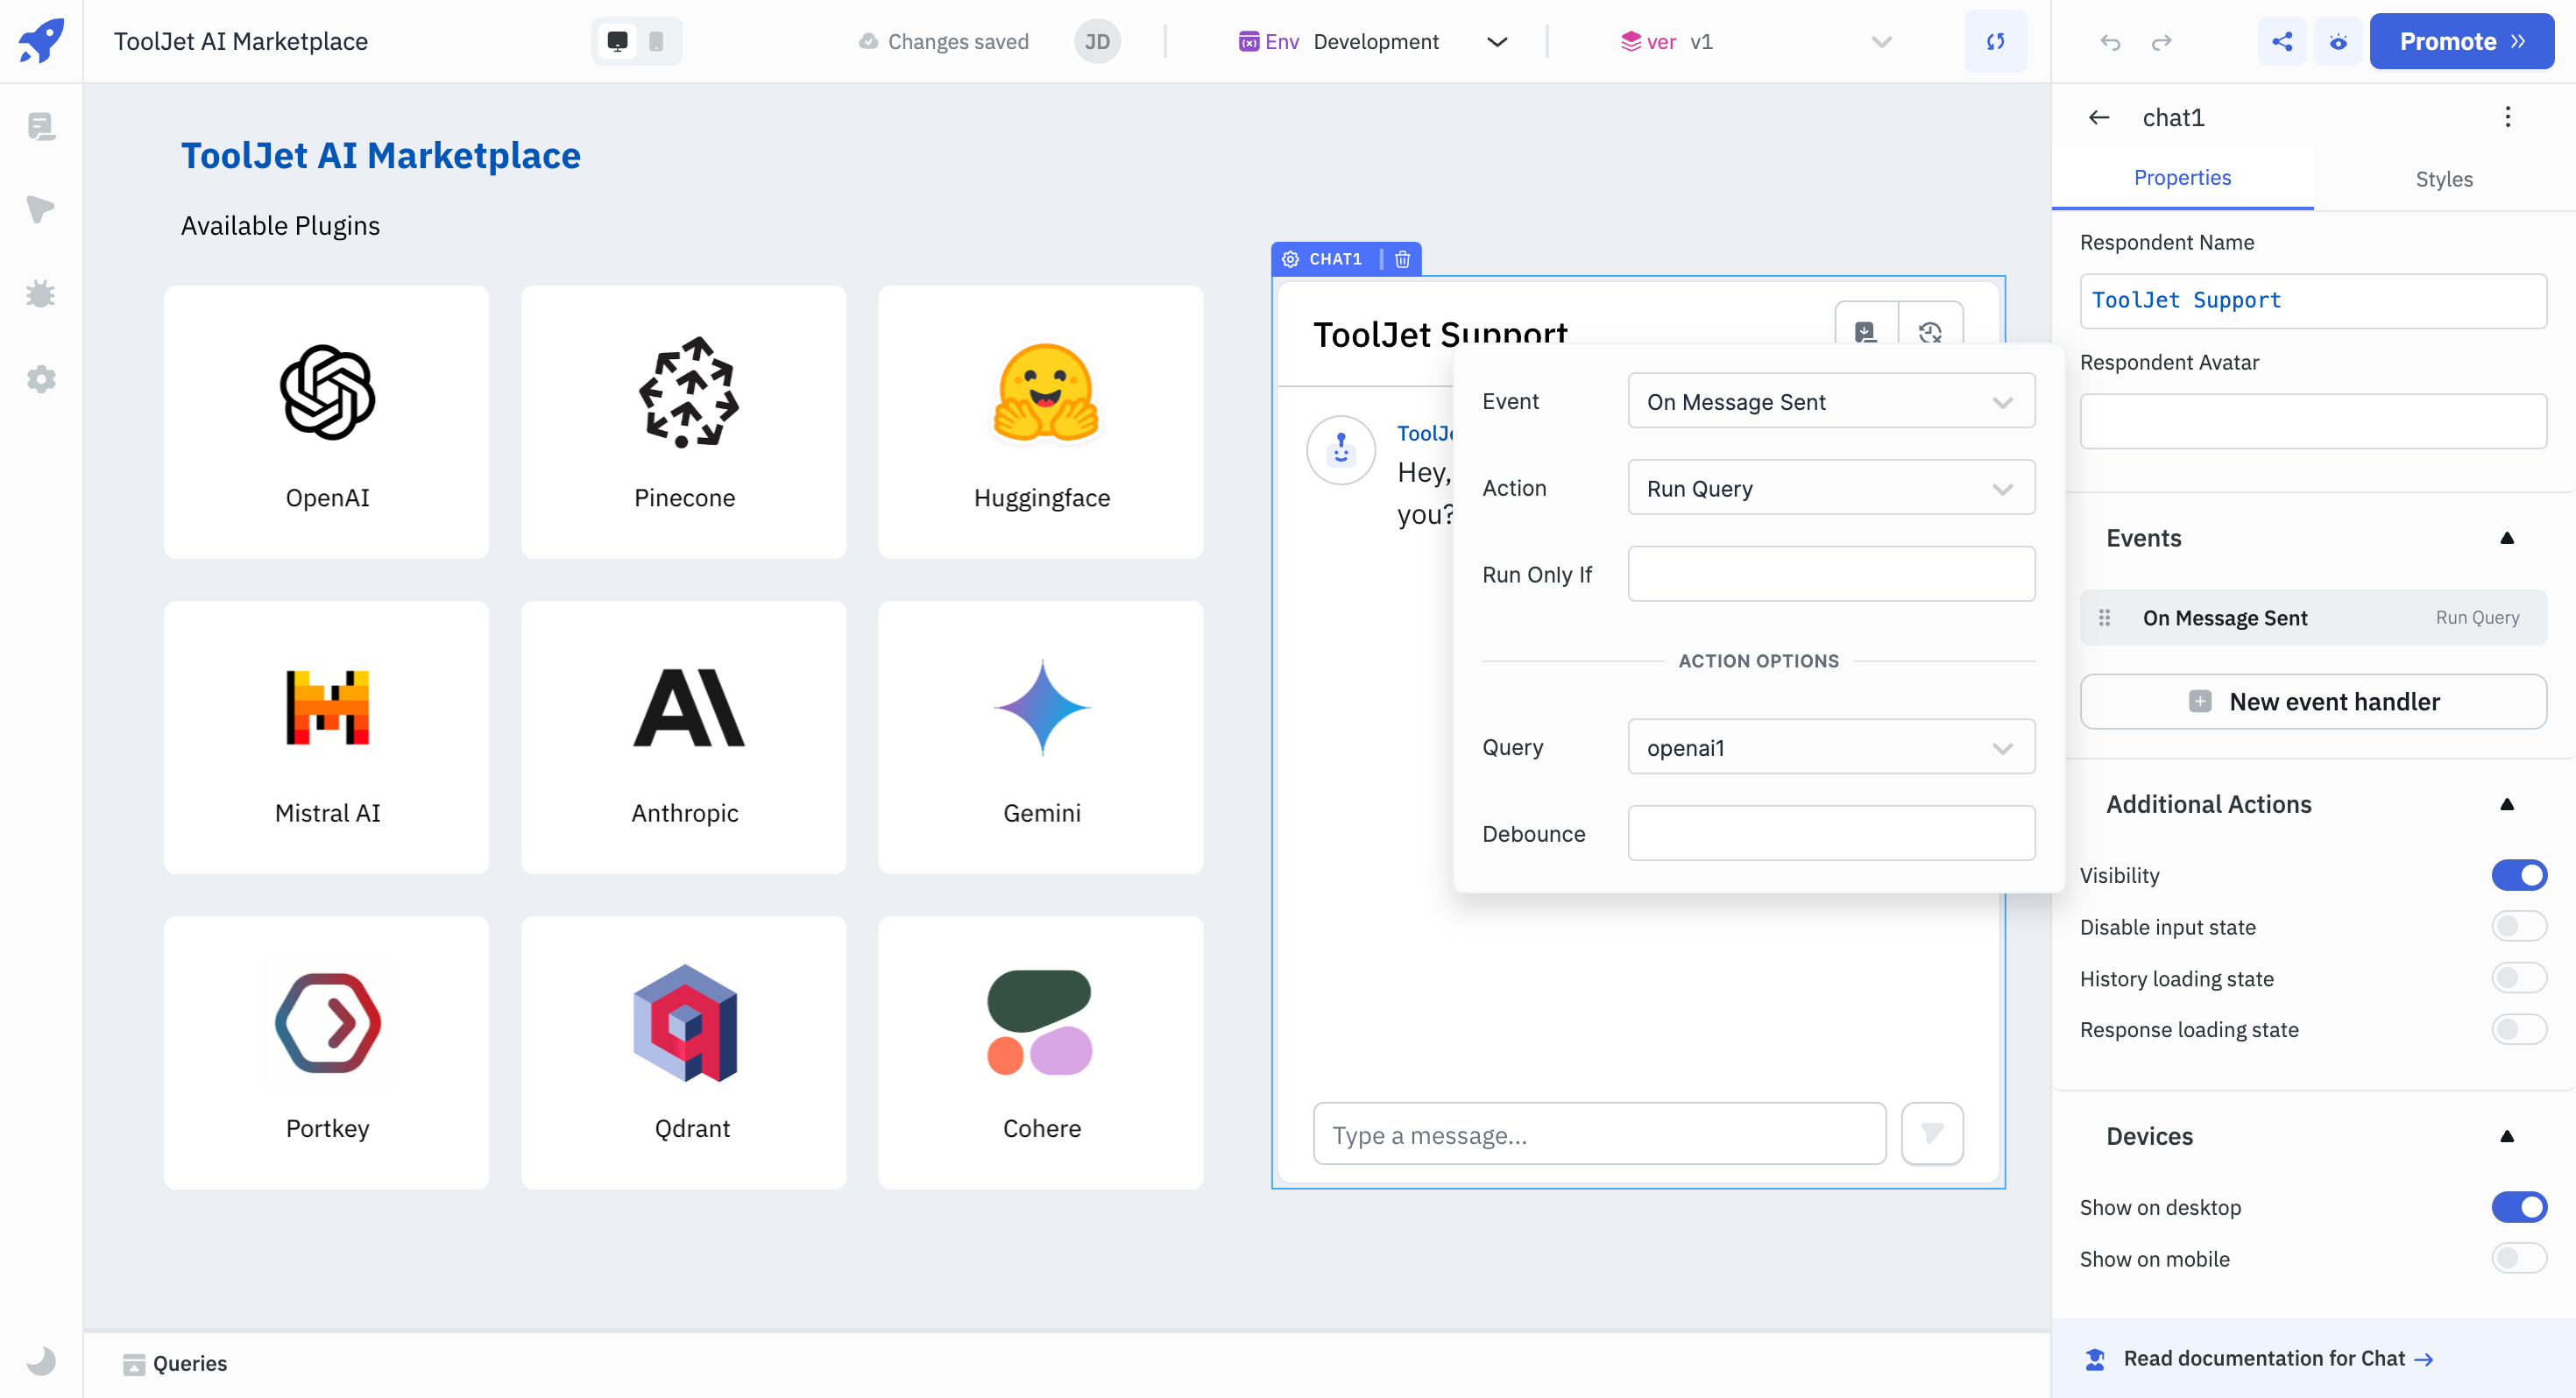 ToolJet AI Marketplace
Changes saved
JD
Env Development
ver v1
Promote
ToolJet AI Marketplace
Available Plugins
OpenAI
Pinecone
Huggingface
Mistral AI
Anthropic
Gemini
Portkey
Qdrant
Cohere
CHAT1
ToolJet Support
Hey,
you?
Type a message...
Event
On Message Sent
Action
Run Query
Run Only If
ACTION OPTIONS
Query
openai1
Debounce
chat1
Properties
Styles
Respondent Name
ToolJet Support
Respondent Avatar
Events
On Message Sent
Run Query
New event handler
Additional Actions
Visibility
Disable input state
History loading state
Response loading state
Devices
Show on desktop
Show on mobile
Read documentation for Chat →
Queries